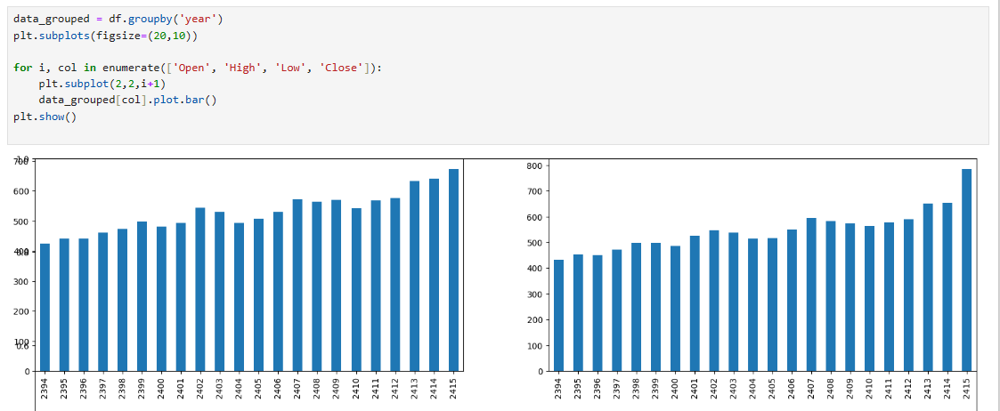 data_grouped = df.groupby('year')
plt.subplots(figsize=(20,10))
for i, col in enumerate(['Open', 'High', 'Low', 'Close']):
    plt.subplot(2,2,i+1)
    data_grouped[col].plot.bar()
plt.show()
700
600
500
400
300
200
100
0
2394 2395 2396 2397 2398 2399 2400 2401 2402 2403 2404 2405 2406 2407 2408 2409 2410 2411 2412 2413 2414 2415
800
700
600
500
400
300
200
100
0
2394 2395 2396 2397 2398 2399 2400 2401 2402 2403 2404 2405 2406 2407 2408 2409 2410 2411 2412 2413 2414 2415